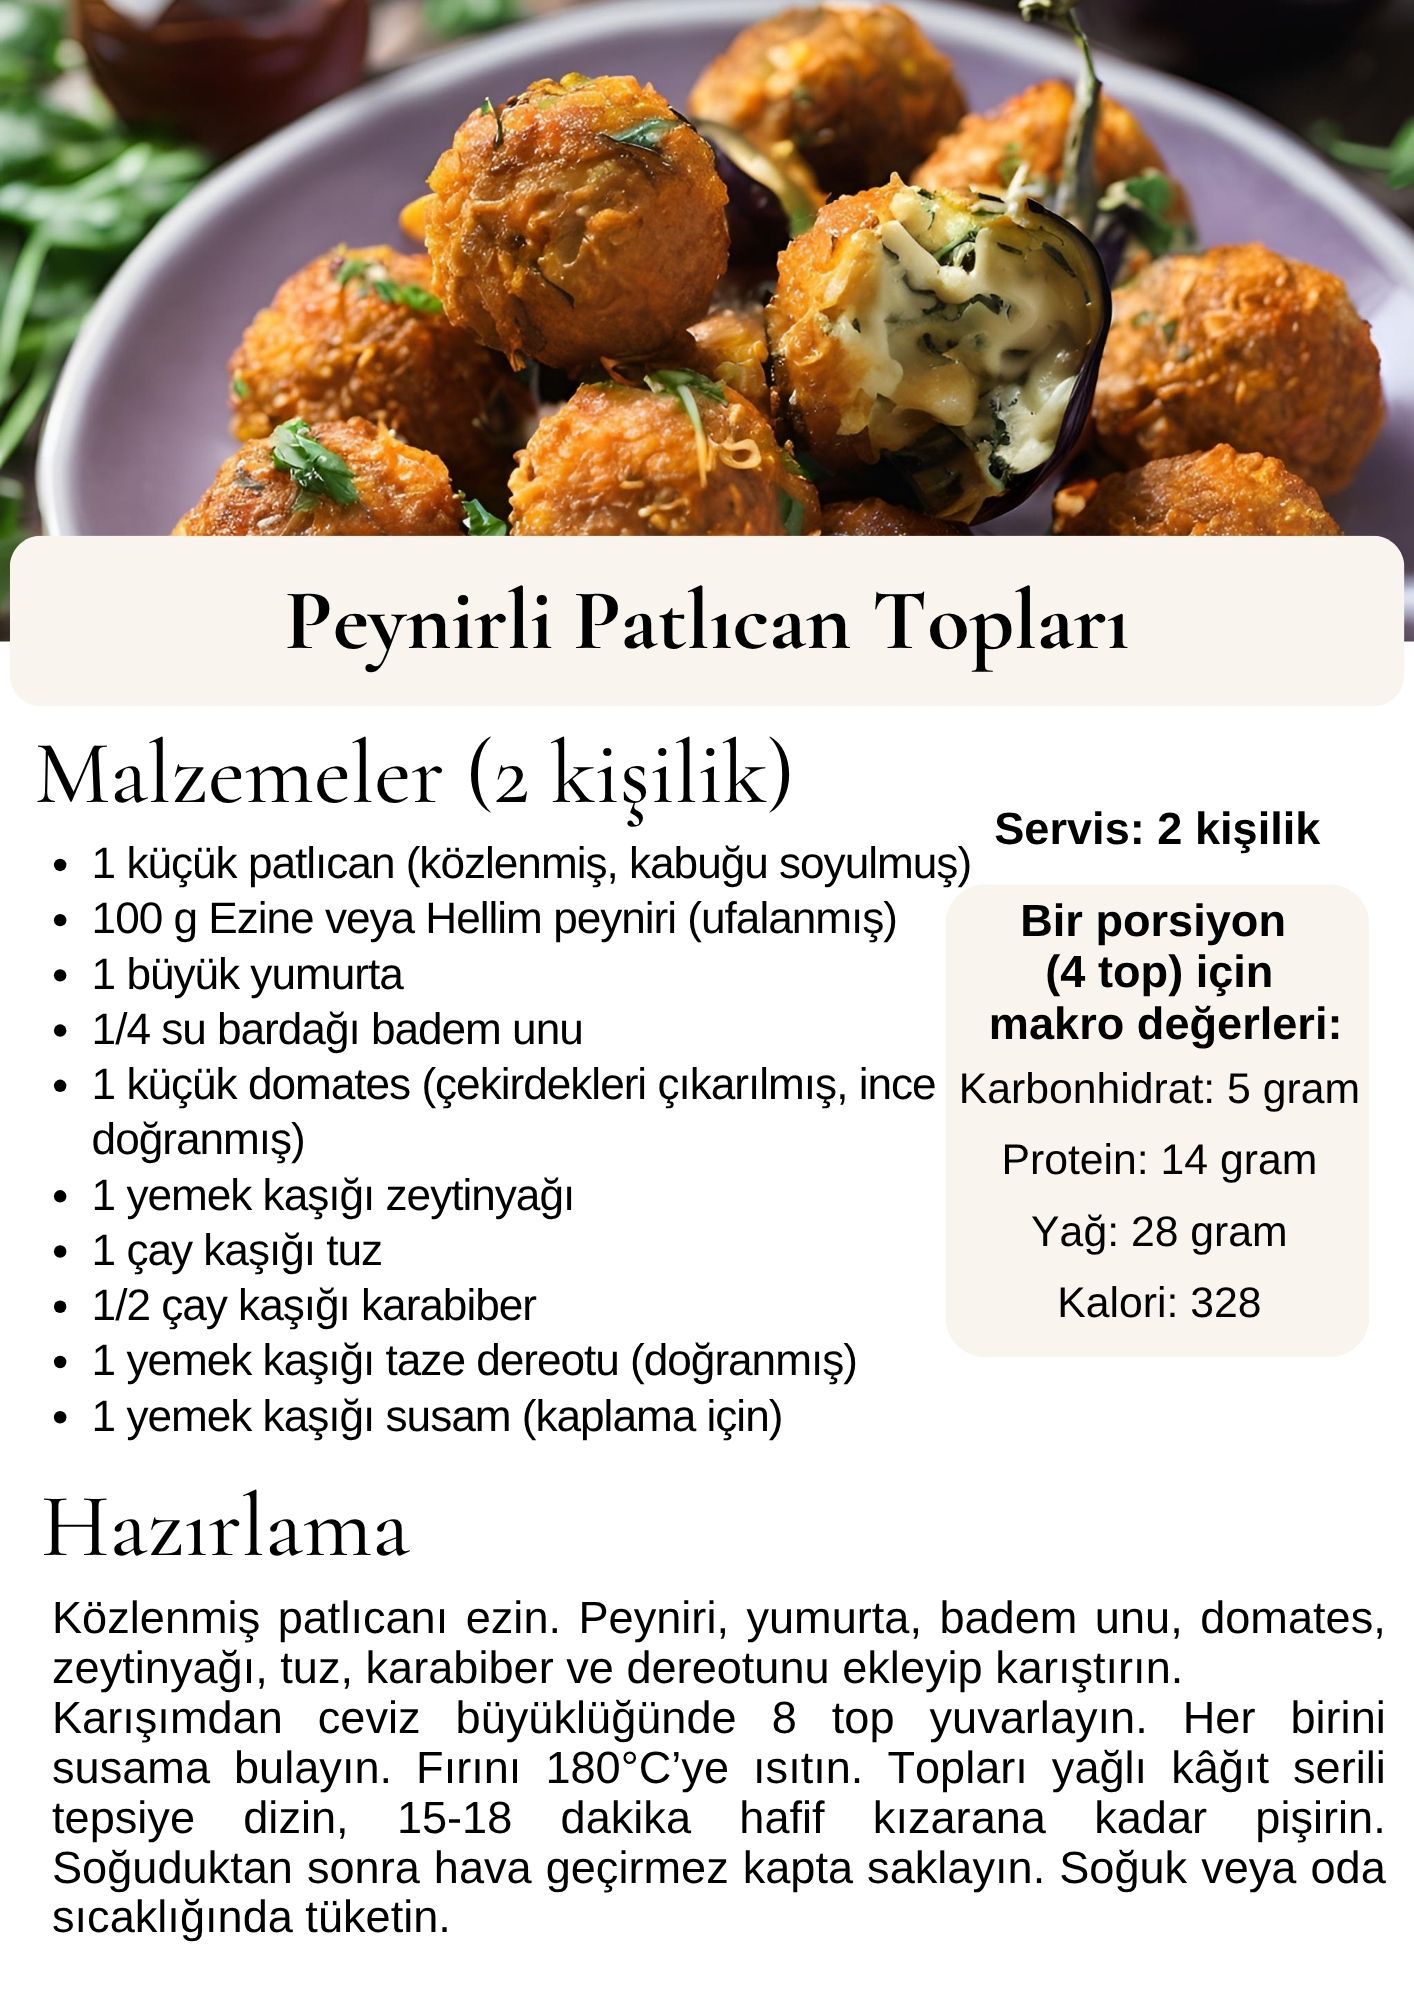 Peynirli Patlıcan Topları
Malzemeler (2 kişilik)
• 1 küçük patlıcan (közlenmiş, kabuğu soyulmuş)
• 100 g Ezine veya Hellim peyniri (ufalanmış)
• 1 büyük yumurta
• 1/4 su bardağı badem unu
• 1 küçük domates (çekirdekleri çıkarılmış, ince
doğranmış)
• 1 yemek kaşığı zeytinyağı
• 1 çay kaşığı tuz
• 1/2 çay kaşığı karabiber
• 1 yemek kaşığı taze dereotu (doğranmış)
• 1 yemek kaşığı susam (kaplama için)
Servis: 2 kişilik
Bir porsiyon
(4 top) için
makro değerleri:
Karbonhidrat: 5 gram
Protein: 14 gram
Yağ: 28 gram
Kalori: 328
Hazırlama
Közlenmiş patlıcanı ezin. Peyniri, yumurta, badem unu, domates,
zeytinyağı, tuz, karabiber ve dereotunu ekleyip karıştırın.
Karışımdan ceviz büyüklüğünde 8 top yuvarlayın. Her birini
susama bulayın. Fırını 180°C’ye ısıtın. Topları yağlı kâğıt serili
tepsiye dizin, 15-18 dakika hafif kızarana kadar pişirin.
Soğuduktan sonra hava geçirmez kapta saklayın. Soğuk veya oda
sıcaklığında tüketin.